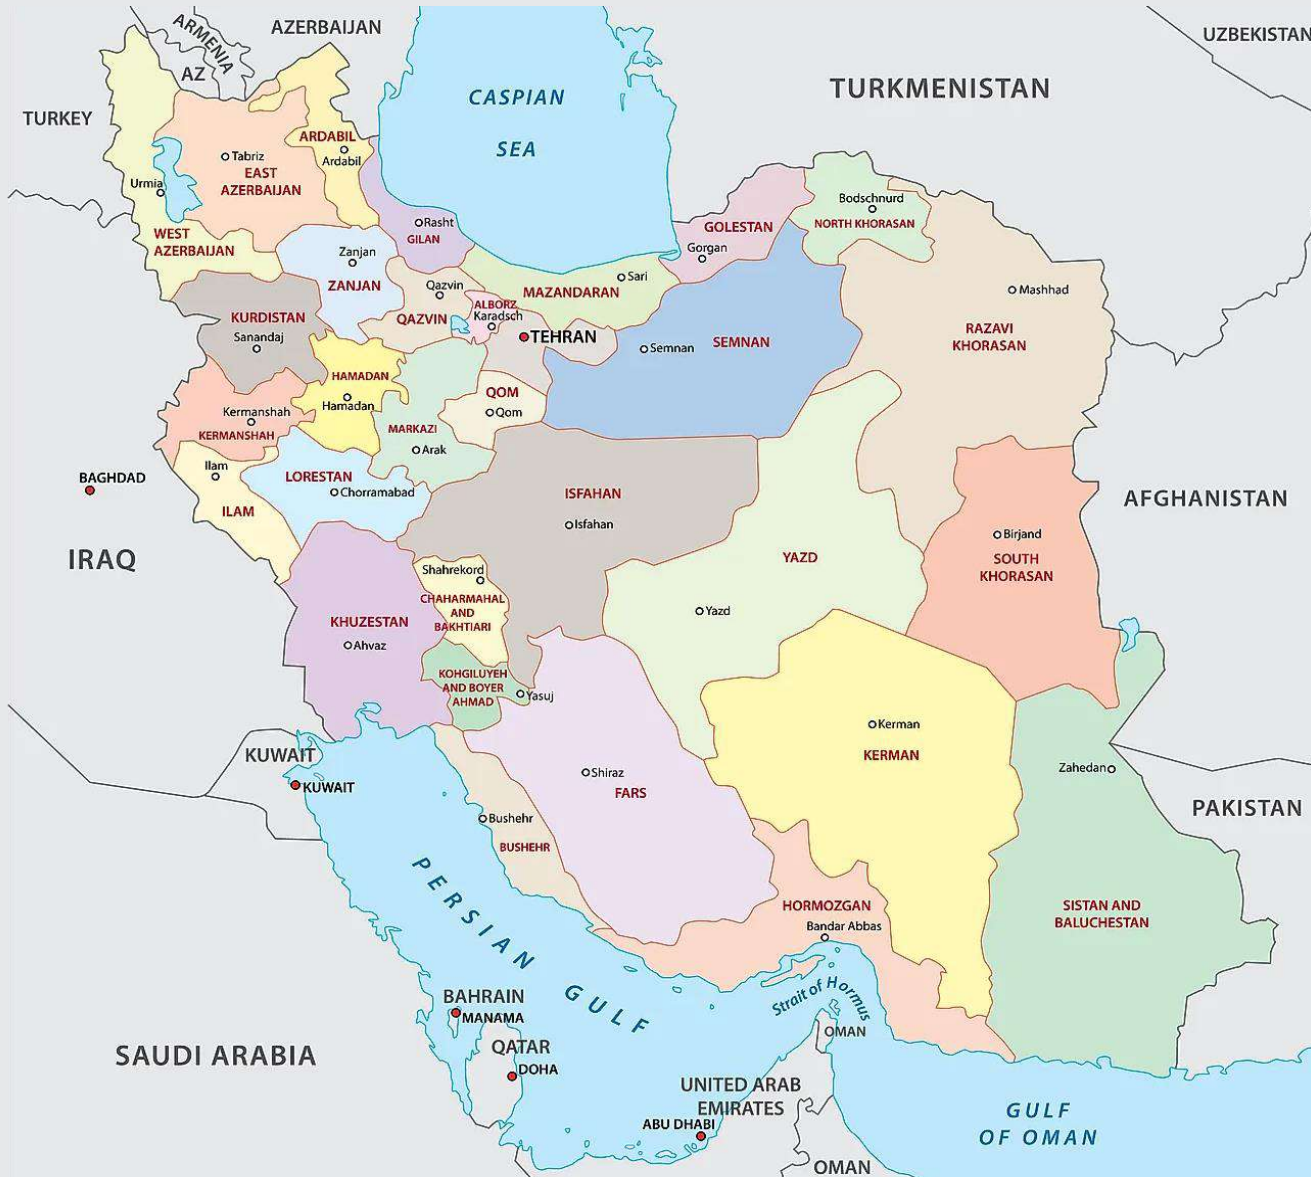 ARMENIA
AZERBAIJAN
UZBEKISTAN
AZ
CASPIAN
SEA
TURKMENISTAN
TURKEY
ARDABIL
Ardabil
Tabriz
EAST
AZERBAIJAN
Urmia
WEST
AZERBAIJAN
Rasht
GILAN
Bodschnurd
NORTH KHORASAN
GOLESTAN
Gorgan
Zanjan
ZANJAN
Qazvin
QAZVIN
ALBORZ
Karadsch
MAZANDARAN
Sari
Mashhad
RAZAVI
KHORASAN
KURDISTAN
Sanandaj
TEHRAN
Semnan
SEMNAN
HAMADAN
Hamadan
QOM
Qom
Kermanshah
KERMANSHAH
MARKAZI
Arak
Ilam
ILAM
LORESTAN
Chorramabad
BAGHDAD
IRAQ
ISFAHAN
Isfahan
AFGHANISTAN
Birjand
SOUTH
KHORASAN
YAZD
Yazd
Shahrekord
CHAHARMAHAL
AND
BAKHTIARI
KHUZESTAN
Ahvaz
KOHGILUYEH
AND BOYER
AHMAD
Yasuj
Kerman
KERMAN
Zahedan
KUWAIT
KUWAIT
Shiraz
FARS
PAKISTAN
Bushehr
BUSHEHR
PERSIAN GULF
HORMOZGAN
Bandar Abbas
SISTAN AND
BALUCHESTAN
Strait of Hormus
BAHRAIN
MANAMA
OMAN
QATAR
DOHA
SAUDI ARABIA
UNITED ARAB
EMIRATES
ABU DHABI
GULF
OF OMAN
OMAN